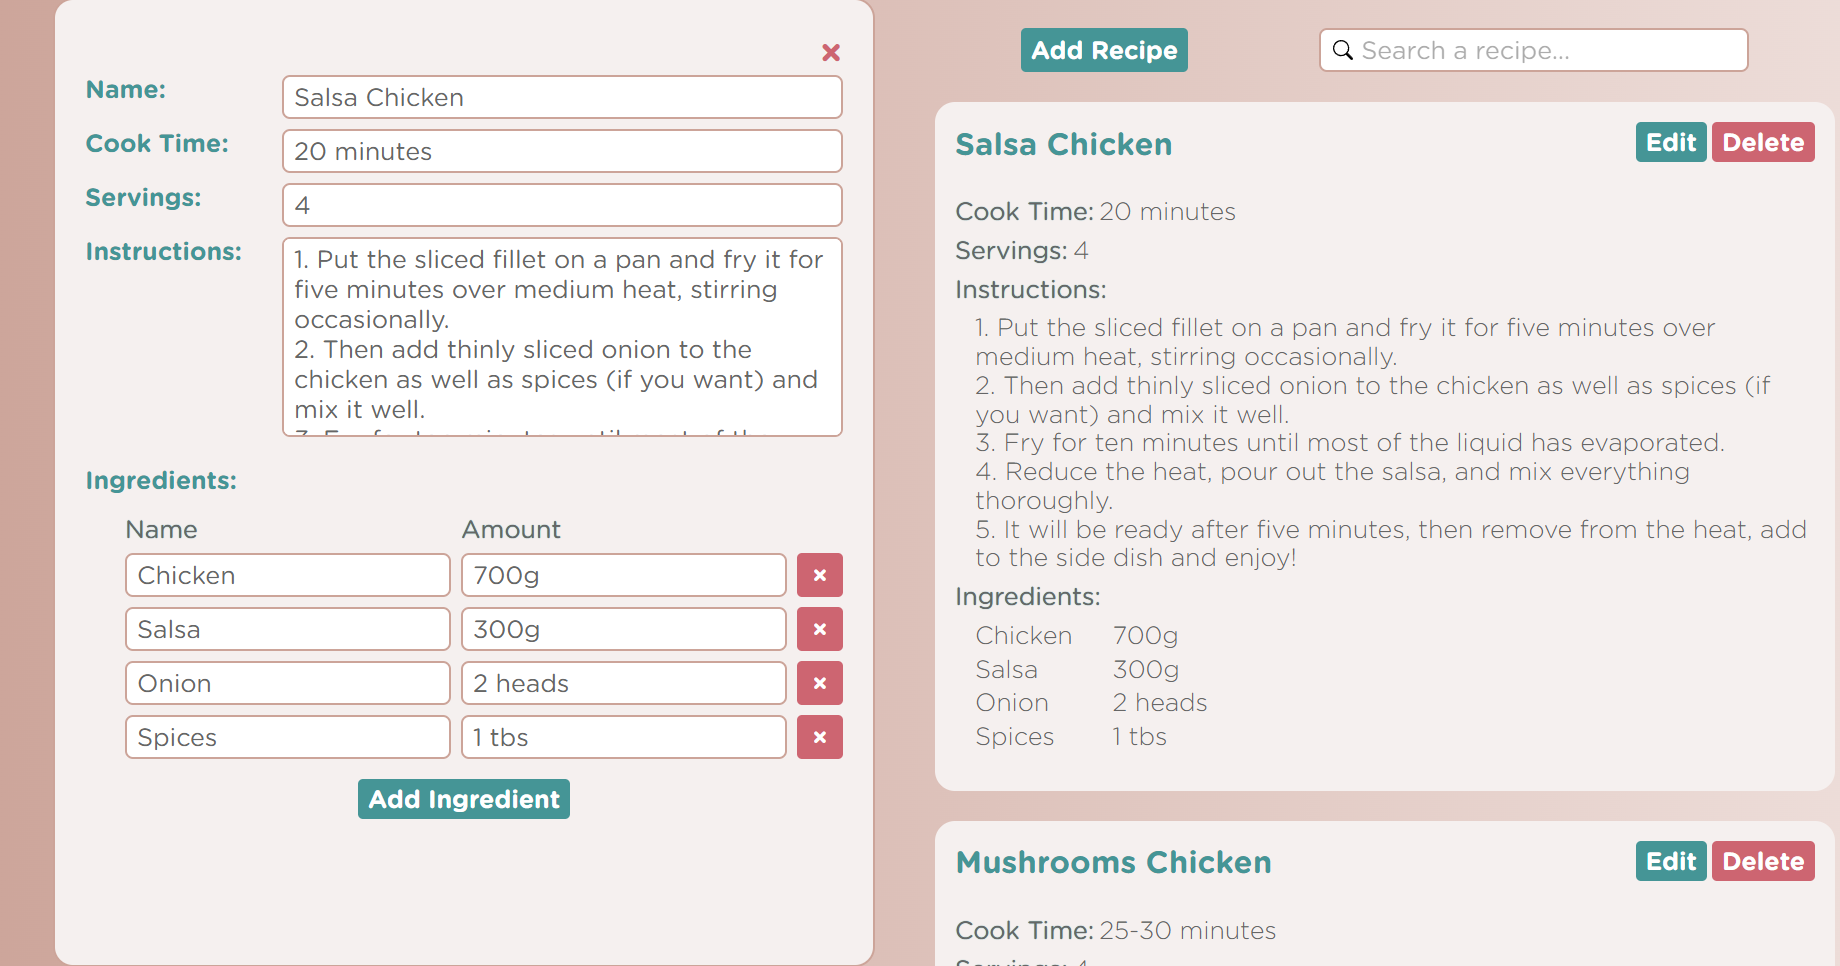 Name:
Salsa Chicken
Cook Time:
20 minutes
Servings:
4
Instructions:
1. Put the sliced fillet on a pan and fry it for
five minutes over medium heat, stirring
occasionally.
2. Then add thinly sliced onion to the
chicken as well as spices (if you want) and
mix it well.
Ingredients:
Name Amount
Chicken 700g
Salsa 300g
Onion 2 heads
Spices 1 tbs
Add Ingredient
Add Recipe
Search a recipe...
Salsa Chicken
Edit Delete
Cook Time: 20 minutes
Servings: 4
Instructions:
1. Put the sliced fillet on a pan and fry it for five minutes over
medium heat, stirring occasionally.
2. Then add thinly sliced onion to the chicken as well as spices (if
you want) and mix it well.
3. Fry for ten minutes until most of the liquid has evaporated.
4. Reduce the heat, pour out the salsa, and mix everything
thoroughly.
5. It will be ready after five minutes, then remove from the heat, add
to the side dish and enjoy!
Ingredients:
Chicken 700g
Salsa 300g
Onion 2 heads
Spices 1 tbs
Mushrooms Chicken
Edit Delete
Cook Time: 25-30 minutes